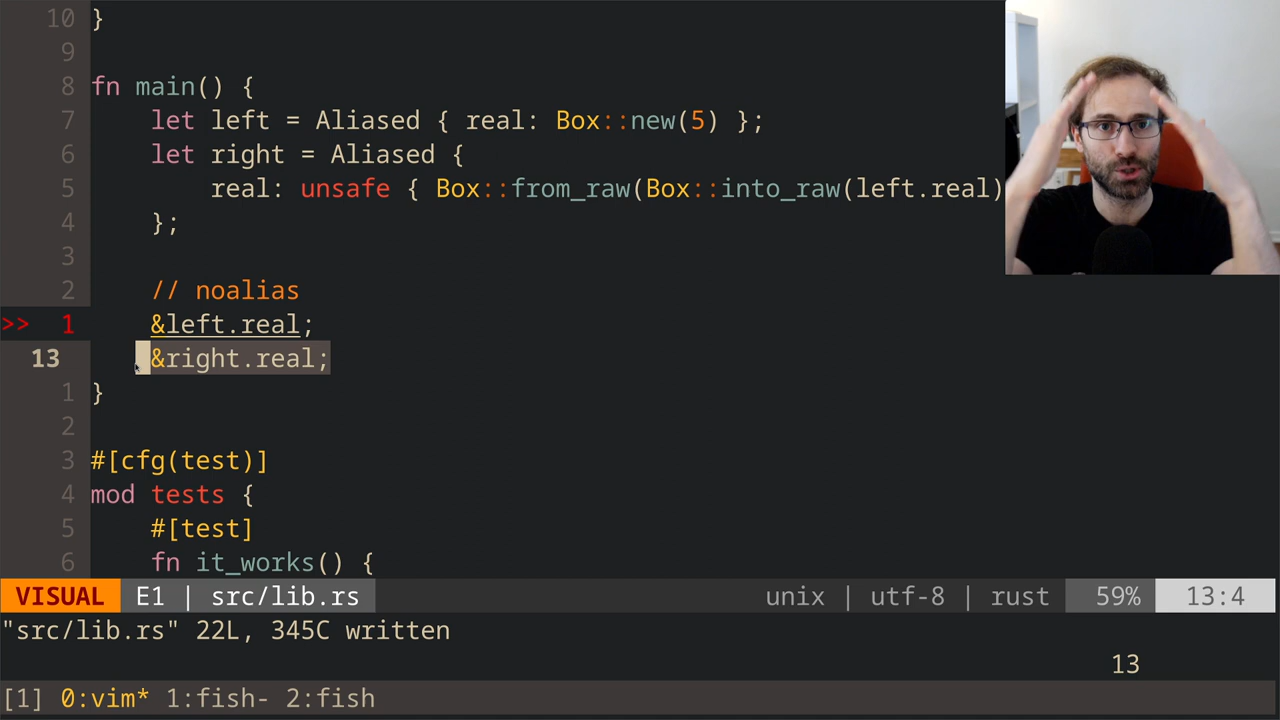 10 }
9
8 fn main() {
7 let left = Aliased { real: Box::new(5) };
6 let right = Aliased {
5 real: unsafe { Box::from_raw(Box::into_raw(left.real)
4 };
3
2 // noalias
>> 1 &left.real;
13 &right.real;
1 }
2
3 #[cfg(test)]
4 mod tests {
5 #[test]
6 fn it_works() {
VISUAL E1 | src/lib.rs unix | utf-8 | rust 59% 13:4
"src/lib.rs" 22L, 345C written
13
[1] 0:vim* 1:fish- 2:fish